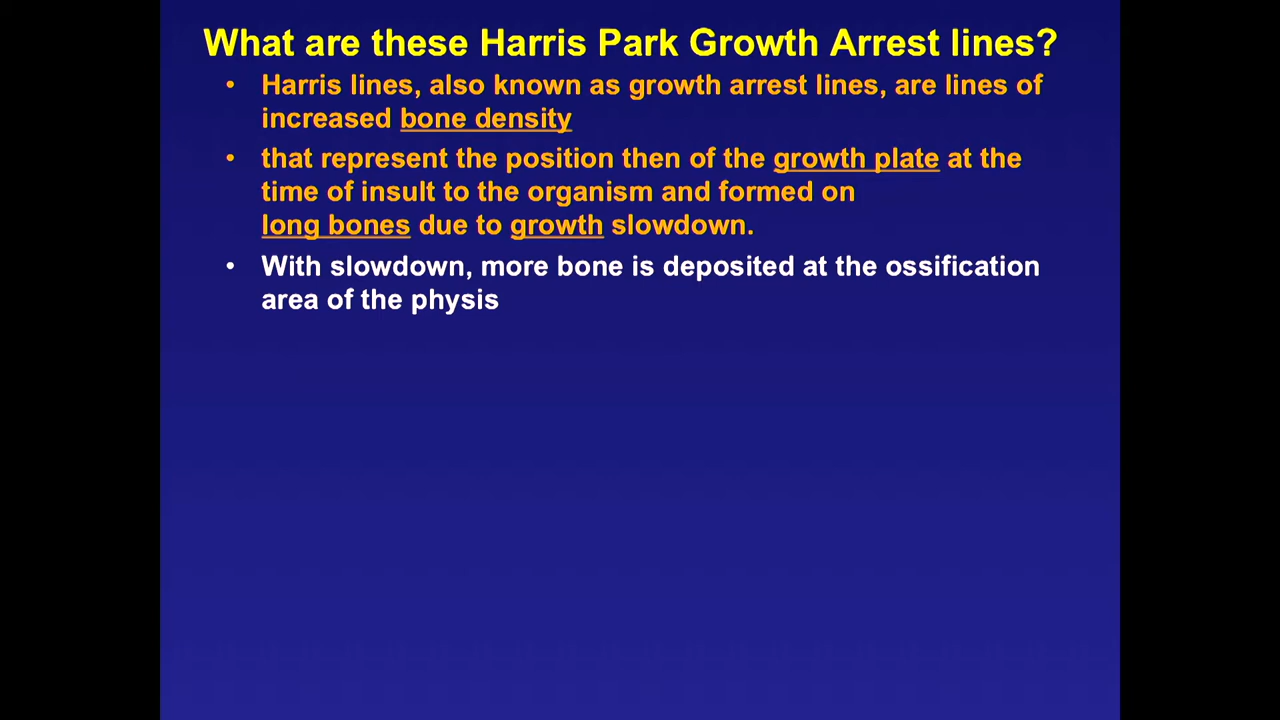 What are these Harris Park Growth Arrest lines?
• Harris lines, also known as growth arrest lines, are lines of
increased bone density
• that represent the position then of the growth plate at the
time of insult to the organism and formed on
long bones due to growth slowdown.
• With slowdown, more bone is deposited at the ossification
area of the physis